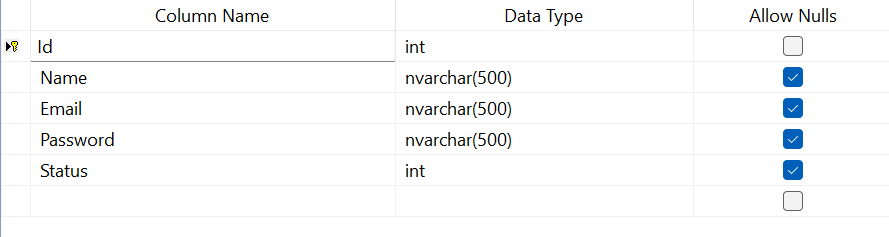 Column Name Data Type Allow Nulls
Id int
Name nvarchar(500)
Email nvarchar(500)
Password nvarchar(500)
Status int